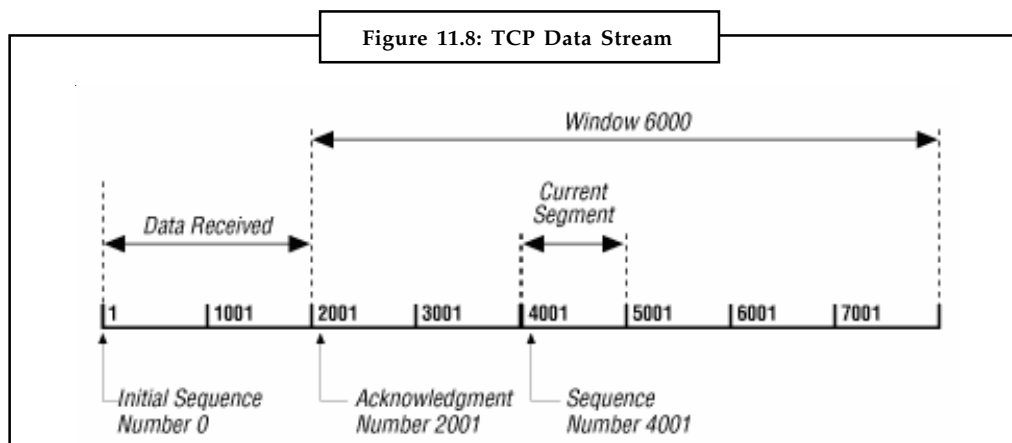 Figure 11.8: TCP Data Stream
Window 6000
Current
Segment
Data Received
1 1001 2001 3001 4001 5001 6001 7001
Initial Sequence
Number 0
Acknowledgment
Number 2001
Sequence
Number 4001